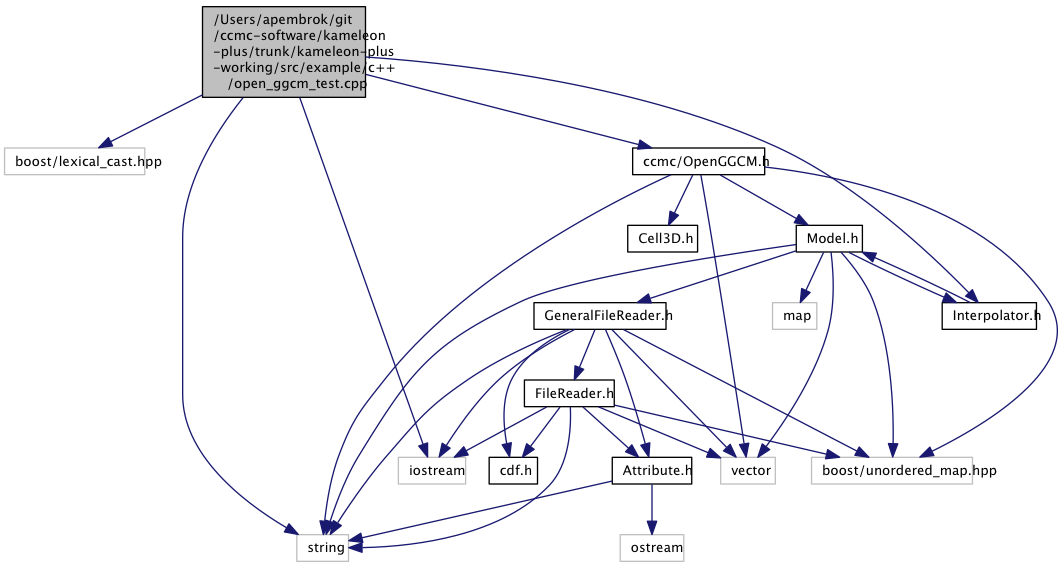 /Users/apembrok/git
/ccmc-software/kameleon
-plus/trunk/kameleon-plus
-working/src/example/c++
/open_ggcm_test.cpp
boost/lexical_cast.hpp
ccmc/OpenGGCM.h
Cell3D.h
Model.h
GeneralFileReader.h
map
Interpolator.h
FileReader.h
iostream
cdf.h
Attribute.h
vector
boost/unordered_map.hpp
string
ostream